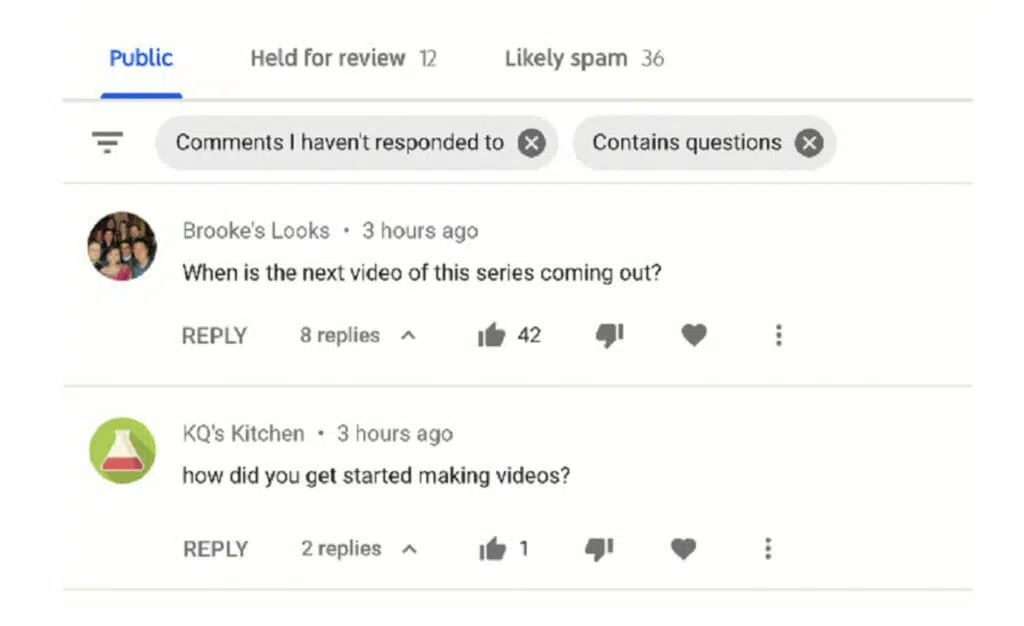 Public Held for review 12 Likely spam 36
Comments I haven't responded to Contains questions
Brooke's Looks • 3 hours ago
When is the next video of this series coming out?
REPLY 8 replies 42
KQ's Kitchen • 3 hours ago
how did you get started making videos?
REPLY 2 replies 1